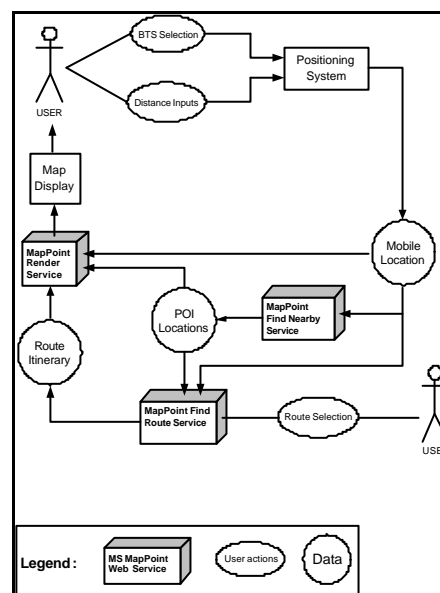 BTS Selection
Positioning
System
Distance Inputs
USER
Map
Display
MapPoint
Render
Service
Mobile
Location
MapPoint
Find Nearby
Service
POI
Locations
Route
Itinerary
MapPoint Find
Route Service
Route Selection
USE
Legend :
MS MapPoint
Web Service
User actions
Data